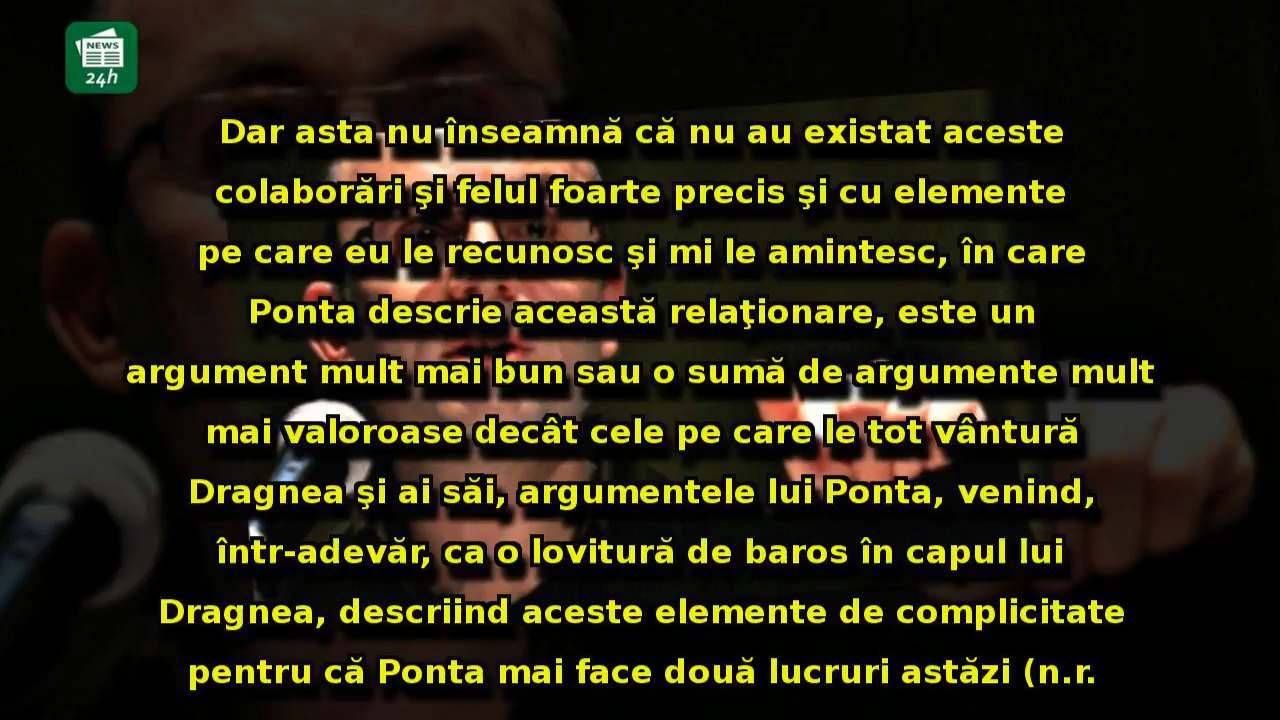 NEWS
24h
Dar asta nu înseamnă că nu au existat aceste
colaborări şi felul foarte precis şi cu elemente
pe care eu le recunosc şi mi le amintesc, în care
Ponta descrie această relaţionare, este un
argument mult mai bun sau o sumă de argumente mult
mai valoroase decât cele pe care le tot vântură
Dragnea şi ai săi, argumentele lui Ponta, venind,
într-adevăr, ca o lovitură de baros în capul lui
Dragnea, descriind aceste elemente de complicitate
pentru că Ponta mai face două lucruri astăzi (n.r.